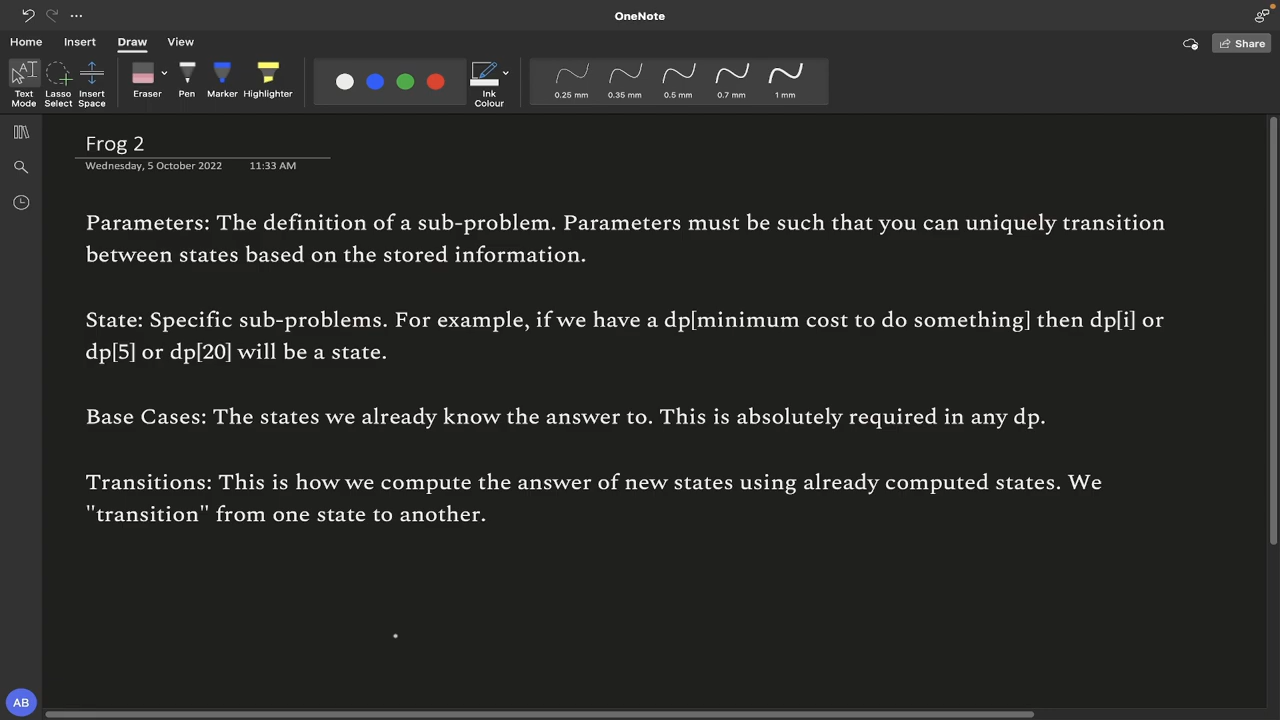 OneNote
Home Insert Draw View
Share
Text Mode
Lasso Select
Insert Space
Eraser
Pen
Marker
Highlighter
Ink Colour
0.25 mm 0.35 mm 0.5 mm 0.7 mm 1 mm
Frog 2
Wednesday, 5 October 2022 11:33 AM
Parameters: The definition of a sub-problem. Parameters must be such that you can uniquely transition
between states based on the stored information.
State: Specific sub-problems. For example, if we have a dp[minimum cost to do something] then dp[i] or
dp[5] or dp[20] will be a state.
Base Cases: The states we already know the answer to. This is absolutely required in any dp.
Transitions: This is how we compute the answer of new states using already computed states. We
"transition" from one state to another.
AB